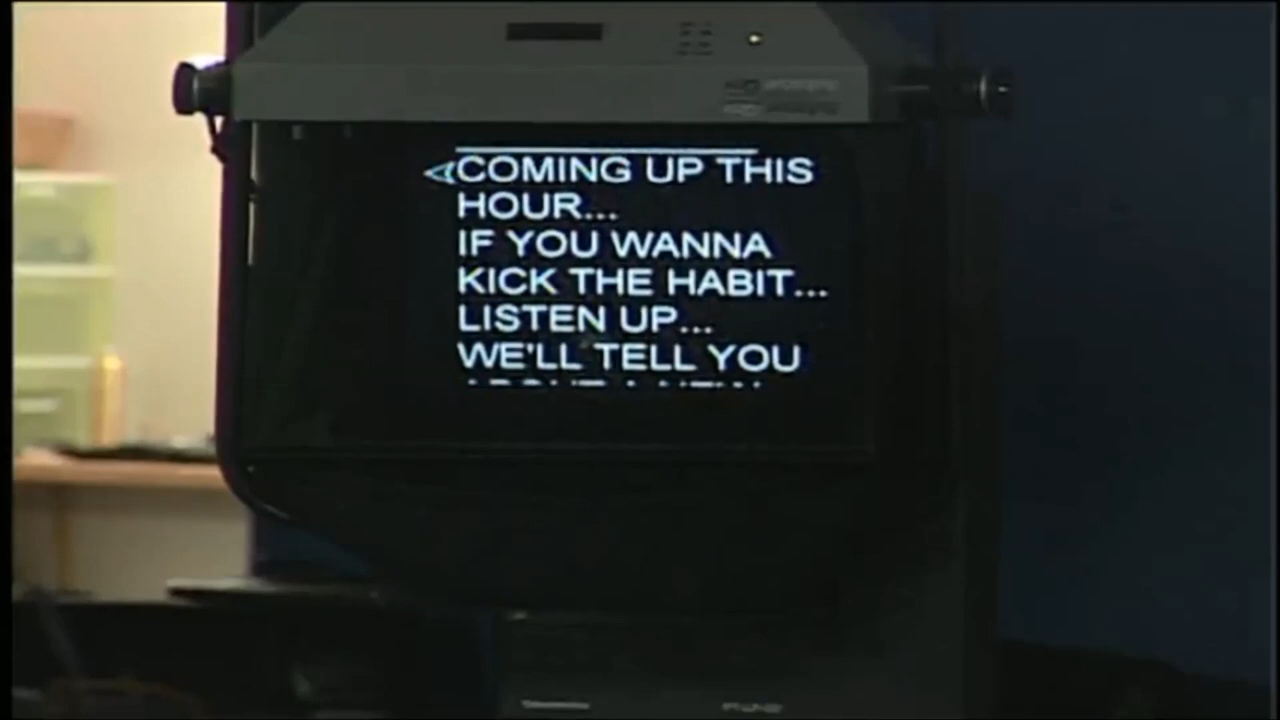 COMING UP THIS
HOUR...
IF YOU WANNA
KICK THE HABIT...
LISTEN UP...
WE'LL TELL YOU